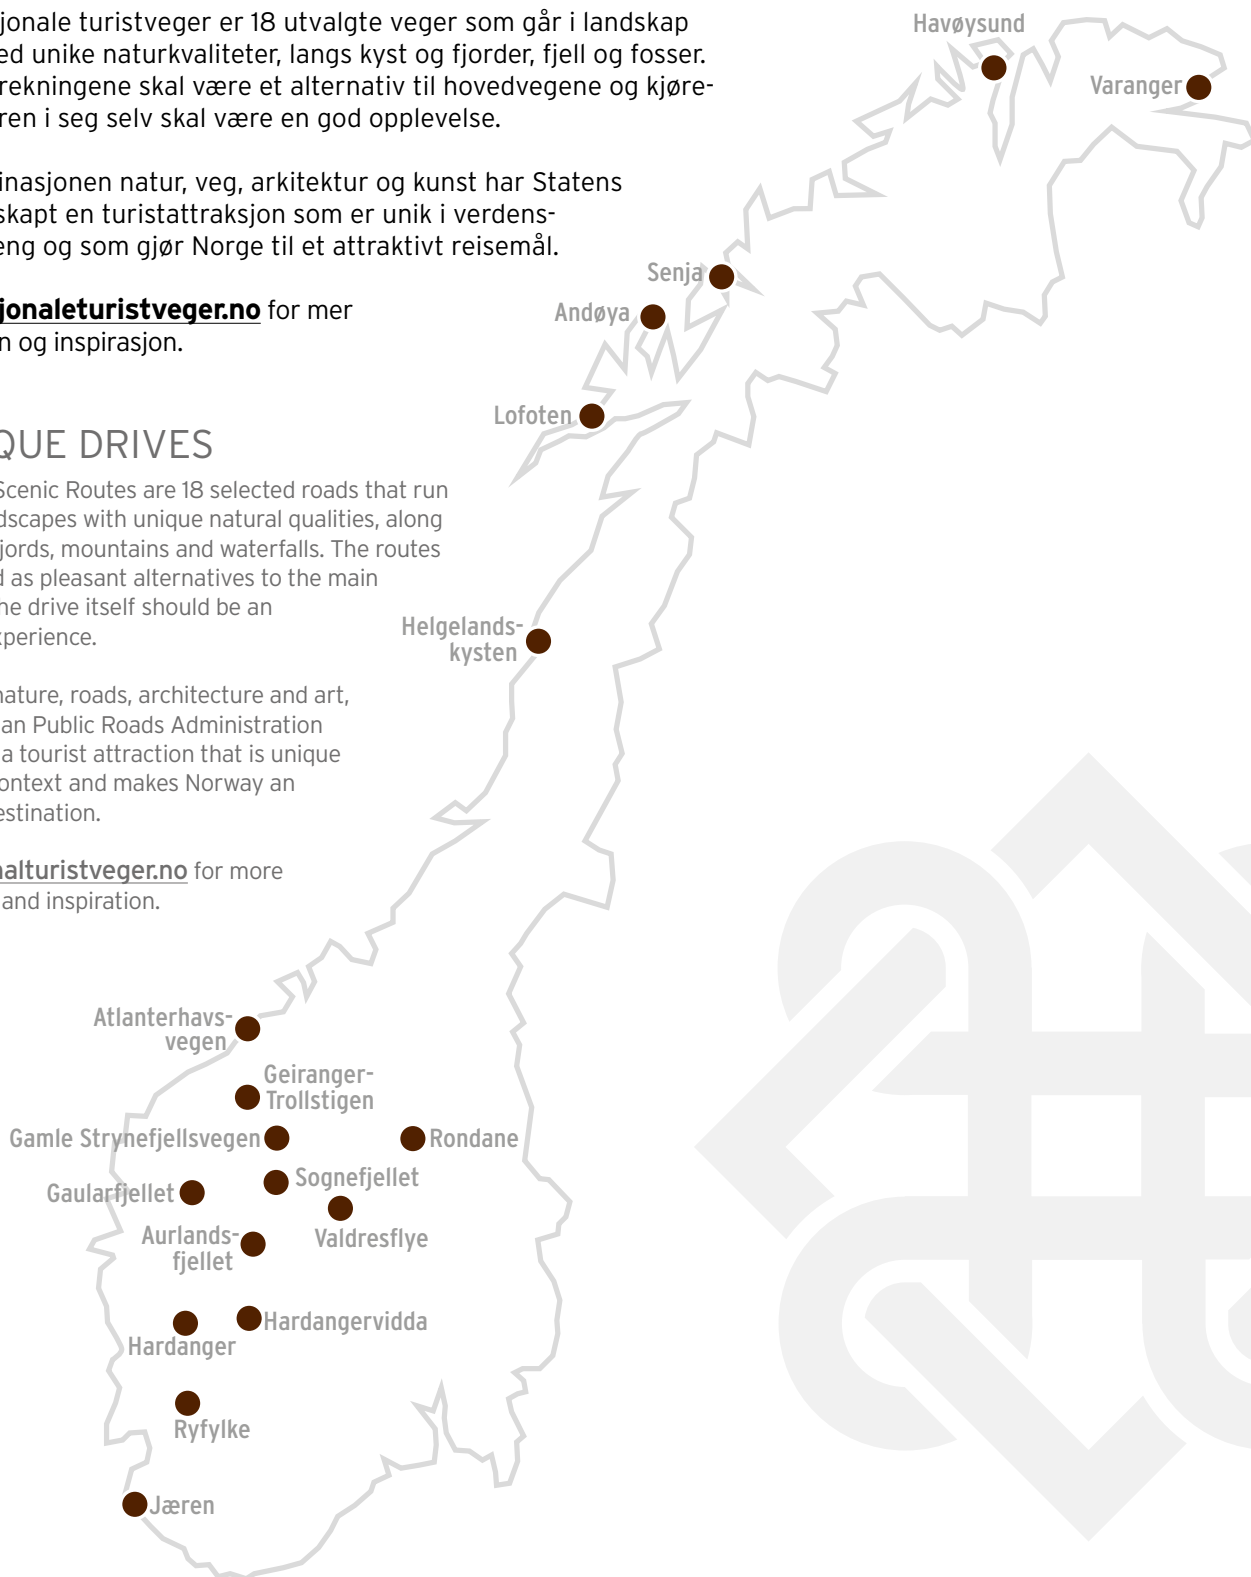 jonale turistveger er 18 utvalgte veger som går i landskap
ed unike naturkvaliteter, langs kyst og fjorder, fjell og fosser.
rekningene skal være et alternativ til hovedvegene og kjøre-
ren i seg selv skal være en god opplevelse.
inasjonen natur, veg, arkitektur og kunst har Statens
skapt en turistattraksjon som er unik i verdens-
eng og som gjør Norge til et attraktivt reisemål.
jonaleturistveger.no for mer
n og inspirasjon.
QUE DRIVES
Scenic Routes are 18 selected roads that run
dscapes with unique natural qualities, along
jords, mountains and waterfalls. The routes
d as pleasant alternatives to the main
he drive itself should be an
xperience.
nature, roads, architecture and art,
an Public Roads Administration
a tourist attraction that is unique
ontext and makes Norway an
estination.
nalturistveger.no for more
and inspiration.
Havøysund
Varanger
Senja
Andøya
Lofoten
Helgelands-
kysten
Atlanterhavs-
vegen
Geiranger-
Trollstigen
Gamle Strynefjellsvegen
Rondane
Sognefjellet
Gaularfjellet
Valdresflye
Aurlands-
fjellet
Hardangervidda
Hardanger
Ryfylke
Jæren